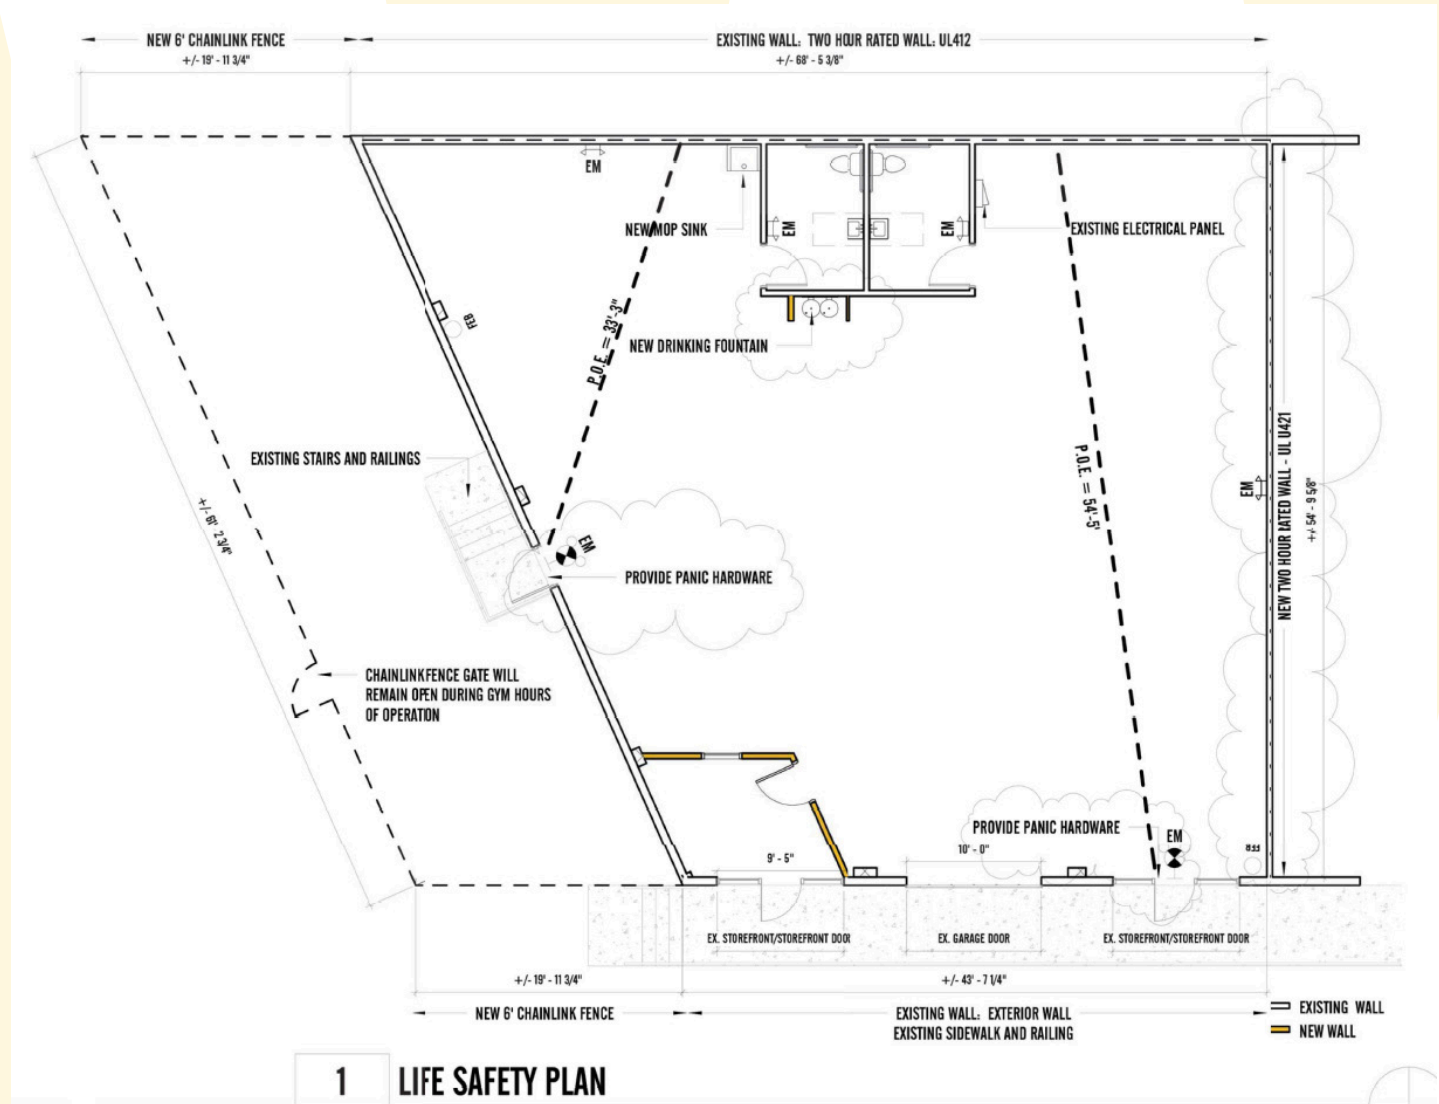 NEW 6' CHAINLINK FENCE
+/- 19' - 11 3/4"
EXISTING WALL: TWO HOUR RATED WALL: UL412
+/- 68' - 5 3/8"
EM
NEW MOP SINK
EM
EM
EXISTING ELECTRICAL PANEL
FEB
P.O.E. = 33'-3"
NEW DRINKING FOUNTAIN
EXISTING STAIRS AND RAILINGS
P.O.E. = 54'-5"
EM
NEW TWO HOUR RATED WALL - UL U421
+/- 54' - 9 5/8"
+/- 61' 2 3/4"
EM
PROVIDE PANIC HARDWARE
CHAINLINK FENCE GATE WILL
REMAIN OPEN DURING GYM HOURS
OF OPERATION
PROVIDE PANIC HARDWARE
EM
9' - 5"
10' - 0"
EX. STOREFRONT/STOREFRONT DOOR
EX. GARAGE DOOR
EX. STOREFRONT/STOREFRONT DOOR
+/- 19' - 11 3/4"
+/- 43' - 7 1/4"
NEW 6' CHAINLINK FENCE
EXISTING WALL: EXTERIOR WALL
EXISTING SIDEWALK AND RAILING
EXISTING WALL
NEW WALL
1 LIFE SAFETY PLAN